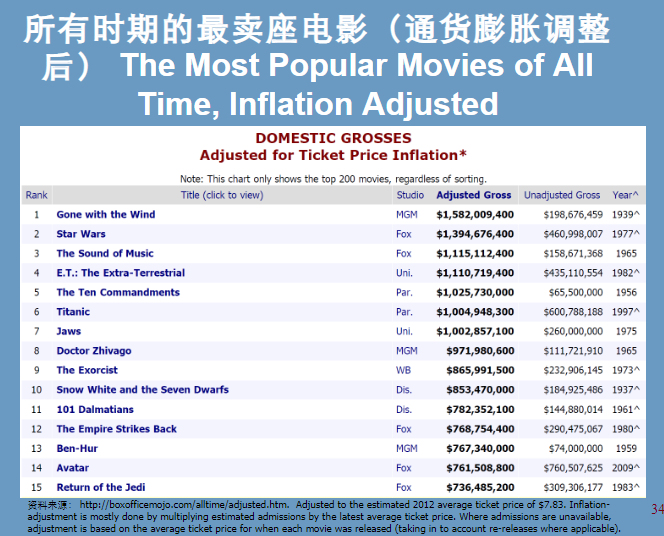 所有时期的最卖座电影（通货膨胀调整
后） The Most Popular Movies of All
Time, Inflation Adjusted
DOMESTIC GROSSES
Adjusted for Ticket Price Inflation*
Note: This chart only shows the top 200 movies, regardless of sorting.
Rank Title (click to view) Studio Adjusted Gross Unadjusted Gross Year^
1 Gone with the Wind MGM $1,582,009,400 $198,676,459 1939^
2 Star Wars Fox $1,394,676,400 $460,998,007 1977^
3 The Sound of Music Fox $1,115,112,400 $158,671,368 1965
4 E.T.: The Extra-Terrestrial Uni. $1,110,719,400 $435,110,554 1982^
5 The Ten Commandments Par. $1,025,730,000 $65,500,000 1956
6 Titanic Par. $1,004,948,300 $600,788,188 1997^
7 Jaws Uni. $1,002,857,100 $260,000,000 1975
8 Doctor Zhivago MGM $971,980,600 $111,721,910 1965
9 The Exorcist WB $865,991,500 $232,906,145 1973^
10 Snow White and the Seven Dwarfs Dis. $853,470,000 $184,925,486 1937^
11 101 Dalmatians Dis. $782,352,100 $144,880,014 1961^
12 The Empire Strikes Back Fox $768,754,400 $290,475,067 1980^
13 Ben-Hur MGM $767,340,000 $74,000,000 1959
14 Avatar Fox $761,508,800 $760,507,625 2009^
15 Return of the Jedi Fox $736,485,200 $309,306,177 1983^
资料来源： http://boxofficemojo.com/alltime/adjusted.htm. Adjusted to the estimated 2012 average ticket price of $7.83. Inflation-
adjustment is mostly done by multiplying estimated admissions by the latest average ticket price. Where admissions are unavailable,
adjustment is based on the average ticket price for when each movie was released (taking in to account re-releases where applicable).
34